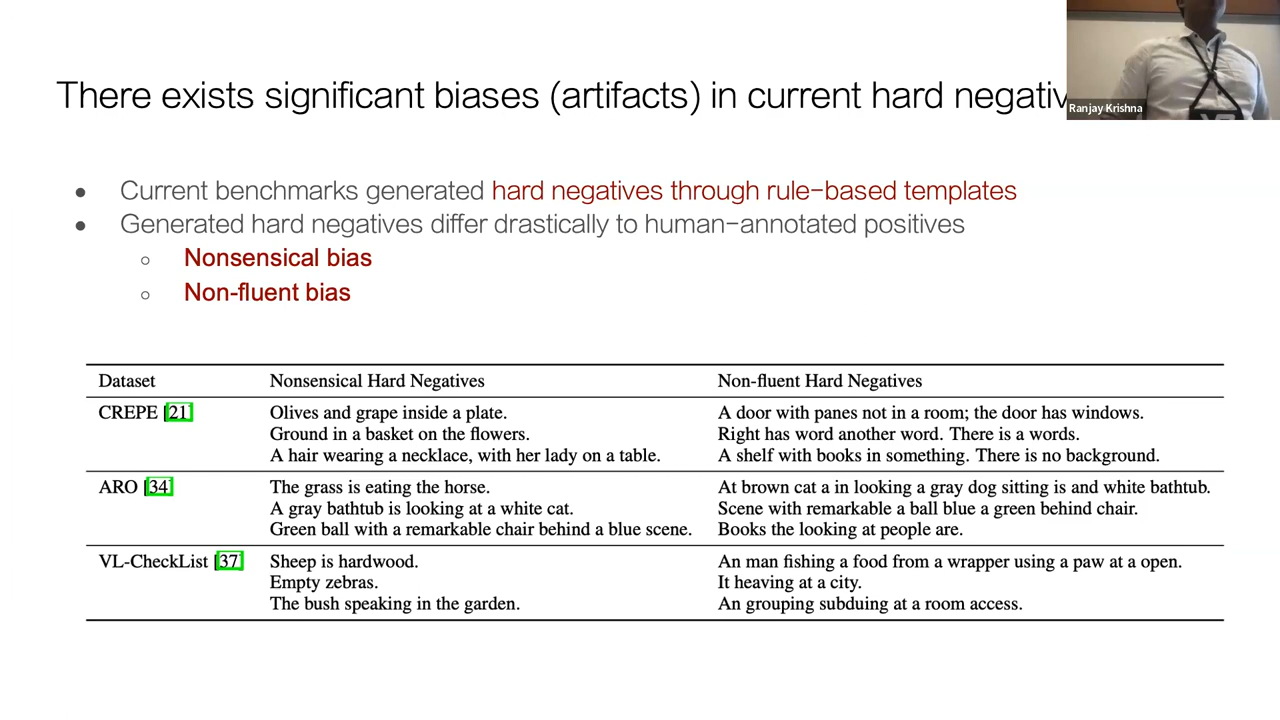 There exists significant biases (artifacts) in current hard negativ
Ranjay Krishna
● Current benchmarks generated hard negatives through rule-based templates
● Generated hard negatives differ drastically to human-annotated positives
○ Nonsensical bias
○ Non-fluent bias
Dataset Nonsensical Hard Negatives Non-fluent Hard Negatives
CREPE [21] Olives and grape inside a plate. A door with panes not in a room; the door has windows.
Ground in a basket on the flowers. Right has word another word. There is a words.
A hair wearing a necklace, with her lady on a table. A shelf with books in something. There is no background.
ARO [34] The grass is eating the horse. At brown cat a in looking a gray dog sitting is and white bathtub.
A gray bathtub is looking at a white cat. Scene with remarkable a ball blue a green behind chair.
Green ball with a remarkable chair behind a blue scene. Books the looking at people are.
VL-CheckList [37] Sheep is hardwood. An man fishing a food from a wrapper using a paw at a open.
Empty zebras. It heaving at a city.
The bush speaking in the garden. An grouping subduing at a room access.